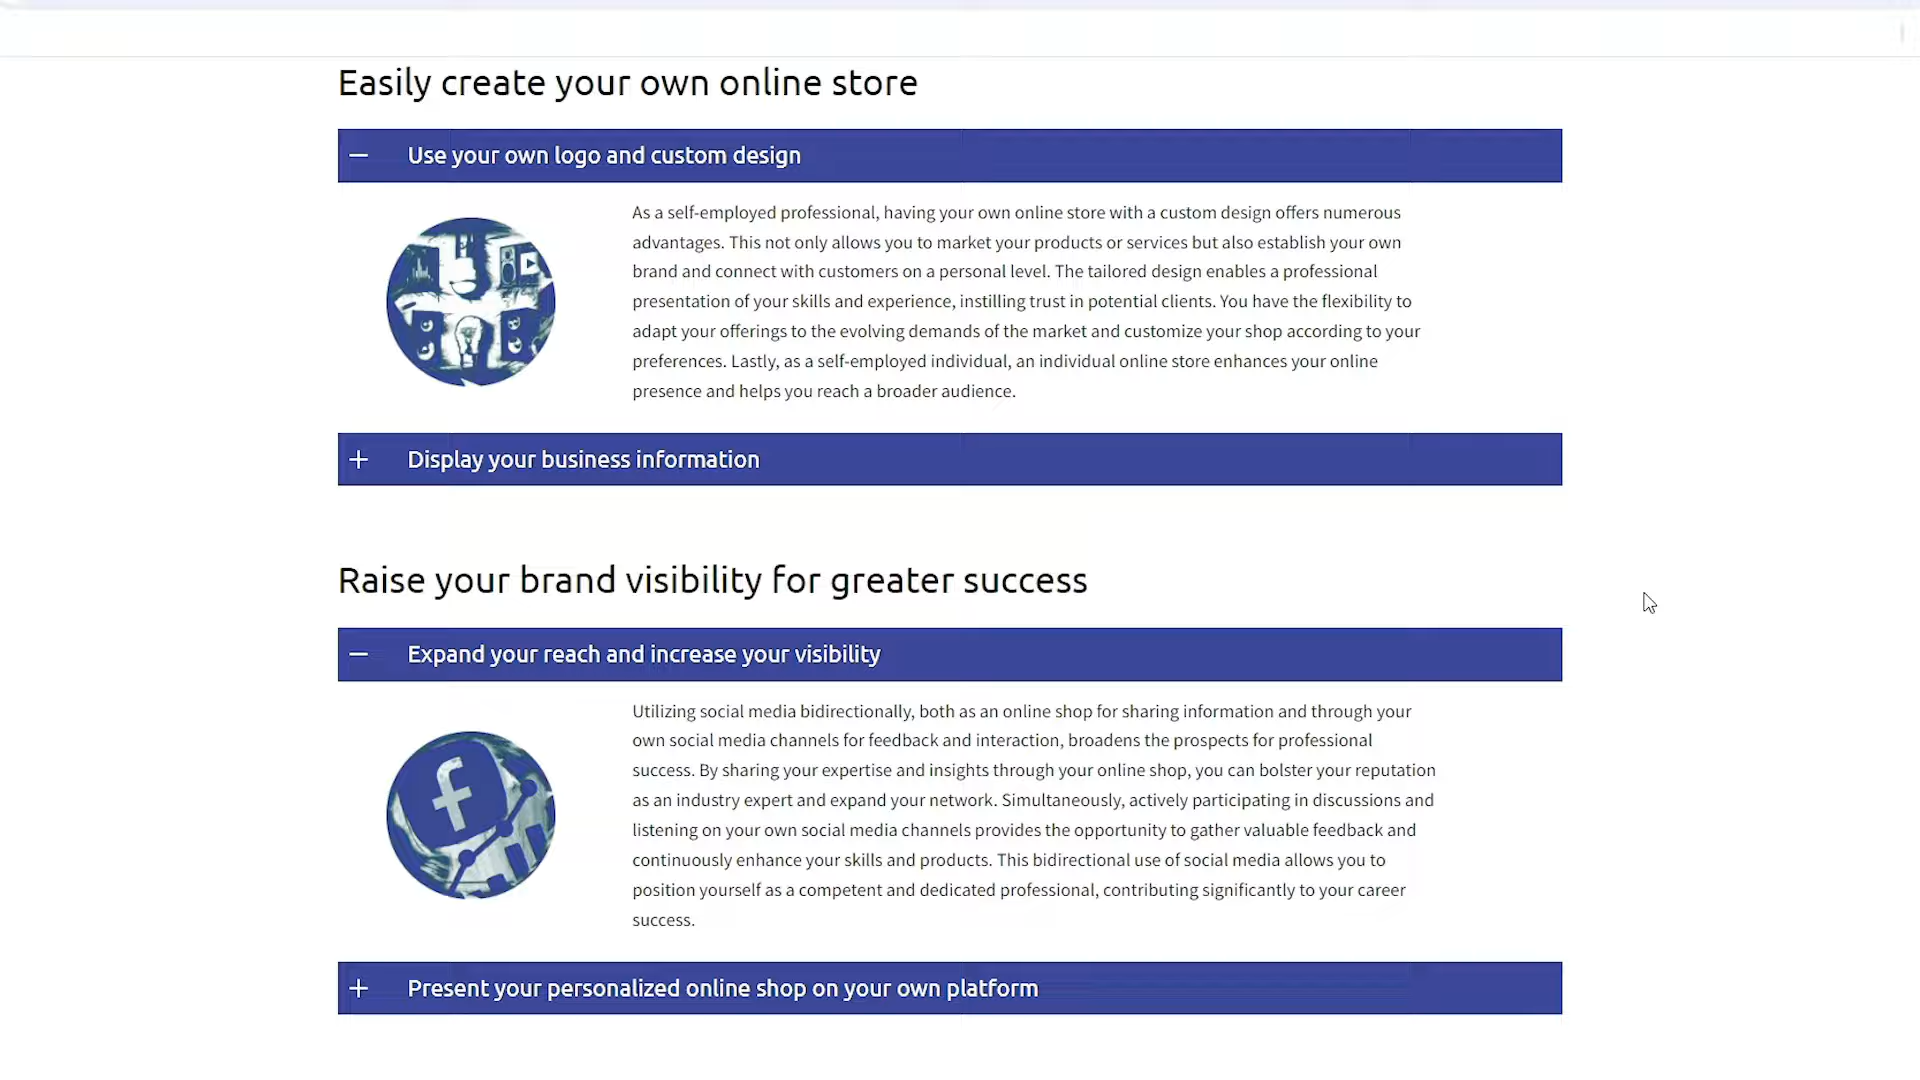 Easily create your own online store
Use your own logo and custom design
As a self-employed professional, having your own online store with a custom design offers numerous
advantages. This not only allows you to market your products or services but also establish your own
brand and connect with customers on a personal level. The tailored design enables a professional
presentation of your skills and experience, instilling trust in potential clients. You have the flexibility to
adapt your offerings to the evolving demands of the market and customize your shop according to your
preferences. Lastly, as a self-employed individual, an individual online store enhances your online
presence and helps you reach a broader audience.
Display your business information
Raise your brand visibility for greater success
Expand your reach and increase your visibility
Utilizing social media bidirectionally, both as an online shop for sharing information and through your
own social media channels for feedback and interaction, broadens the prospects for professional
success. By sharing your expertise and insights through your online shop, you can bolster your reputation
as an industry expert and expand your network. Simultaneously, actively participating in discussions and
listening on your own social media channels provides the opportunity to gather valuable feedback and
continuously enhance your skills and products. This bidirectional use of social media allows you to
position yourself as a competent and dedicated professional, contributing significantly to your career
success.
Present your personalized online shop on your own platform